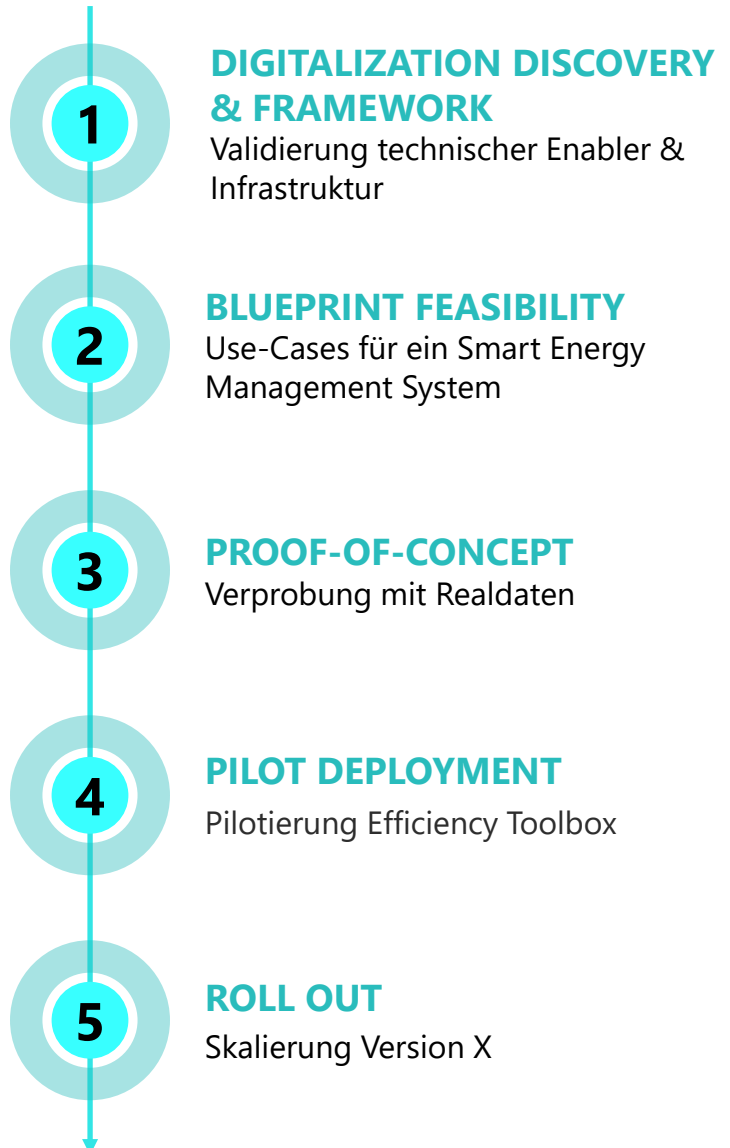 1
DIGITALIZATION DISCOVERY
& FRAMEWORK
Validierung technischer Enabler &
Infrastruktur
2
BLUEPRINT FEASIBILITY
Use-Cases für ein Smart Energy
Management System
3
PROOF-OF-CONCEPT
Verprobung mit Realdaten
4
PILOT DEPLOYMENT
Pilotierung Efficiency Toolbox
5
ROLL OUT
Skalierung Version X